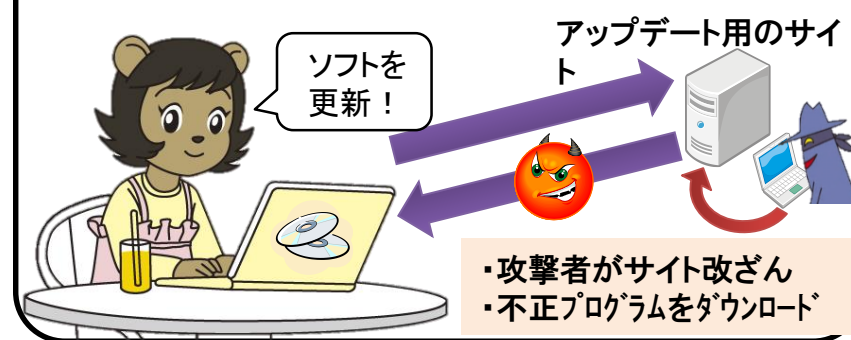 アップデート用のサイ
ト
ソフトを
更新！
・攻撃者がサイト改ざん
・不正ﾌﾟﾛｸﾞﾗﾑをﾀﾞｳﾝﾛｰﾄﾞ